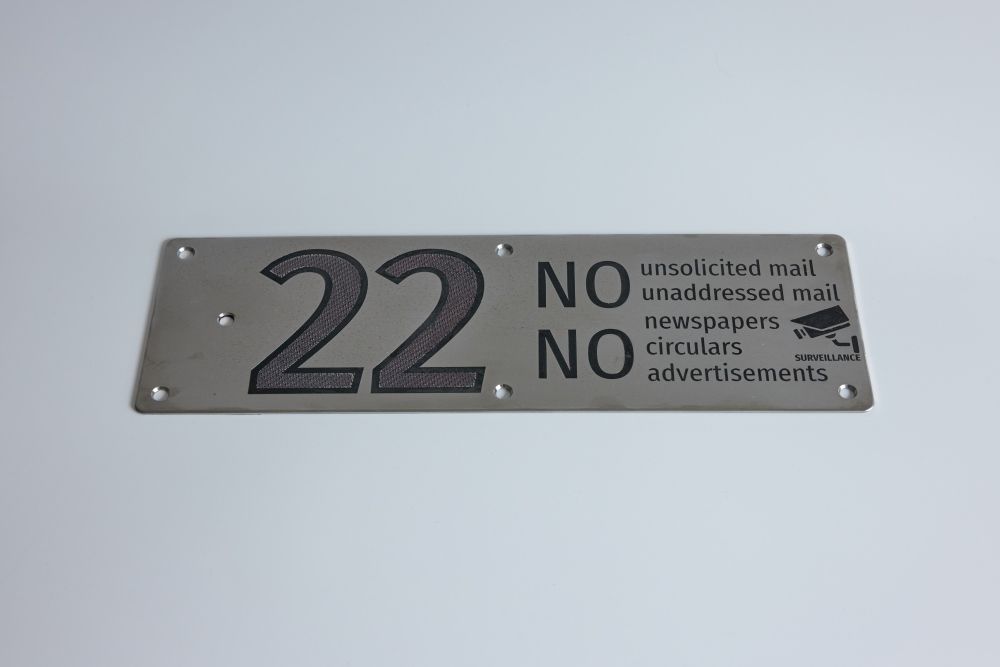 22
NO unsolicited mail
unaddressed mail
NO newspapers
circulars
advertisements
SURVEILLANCE